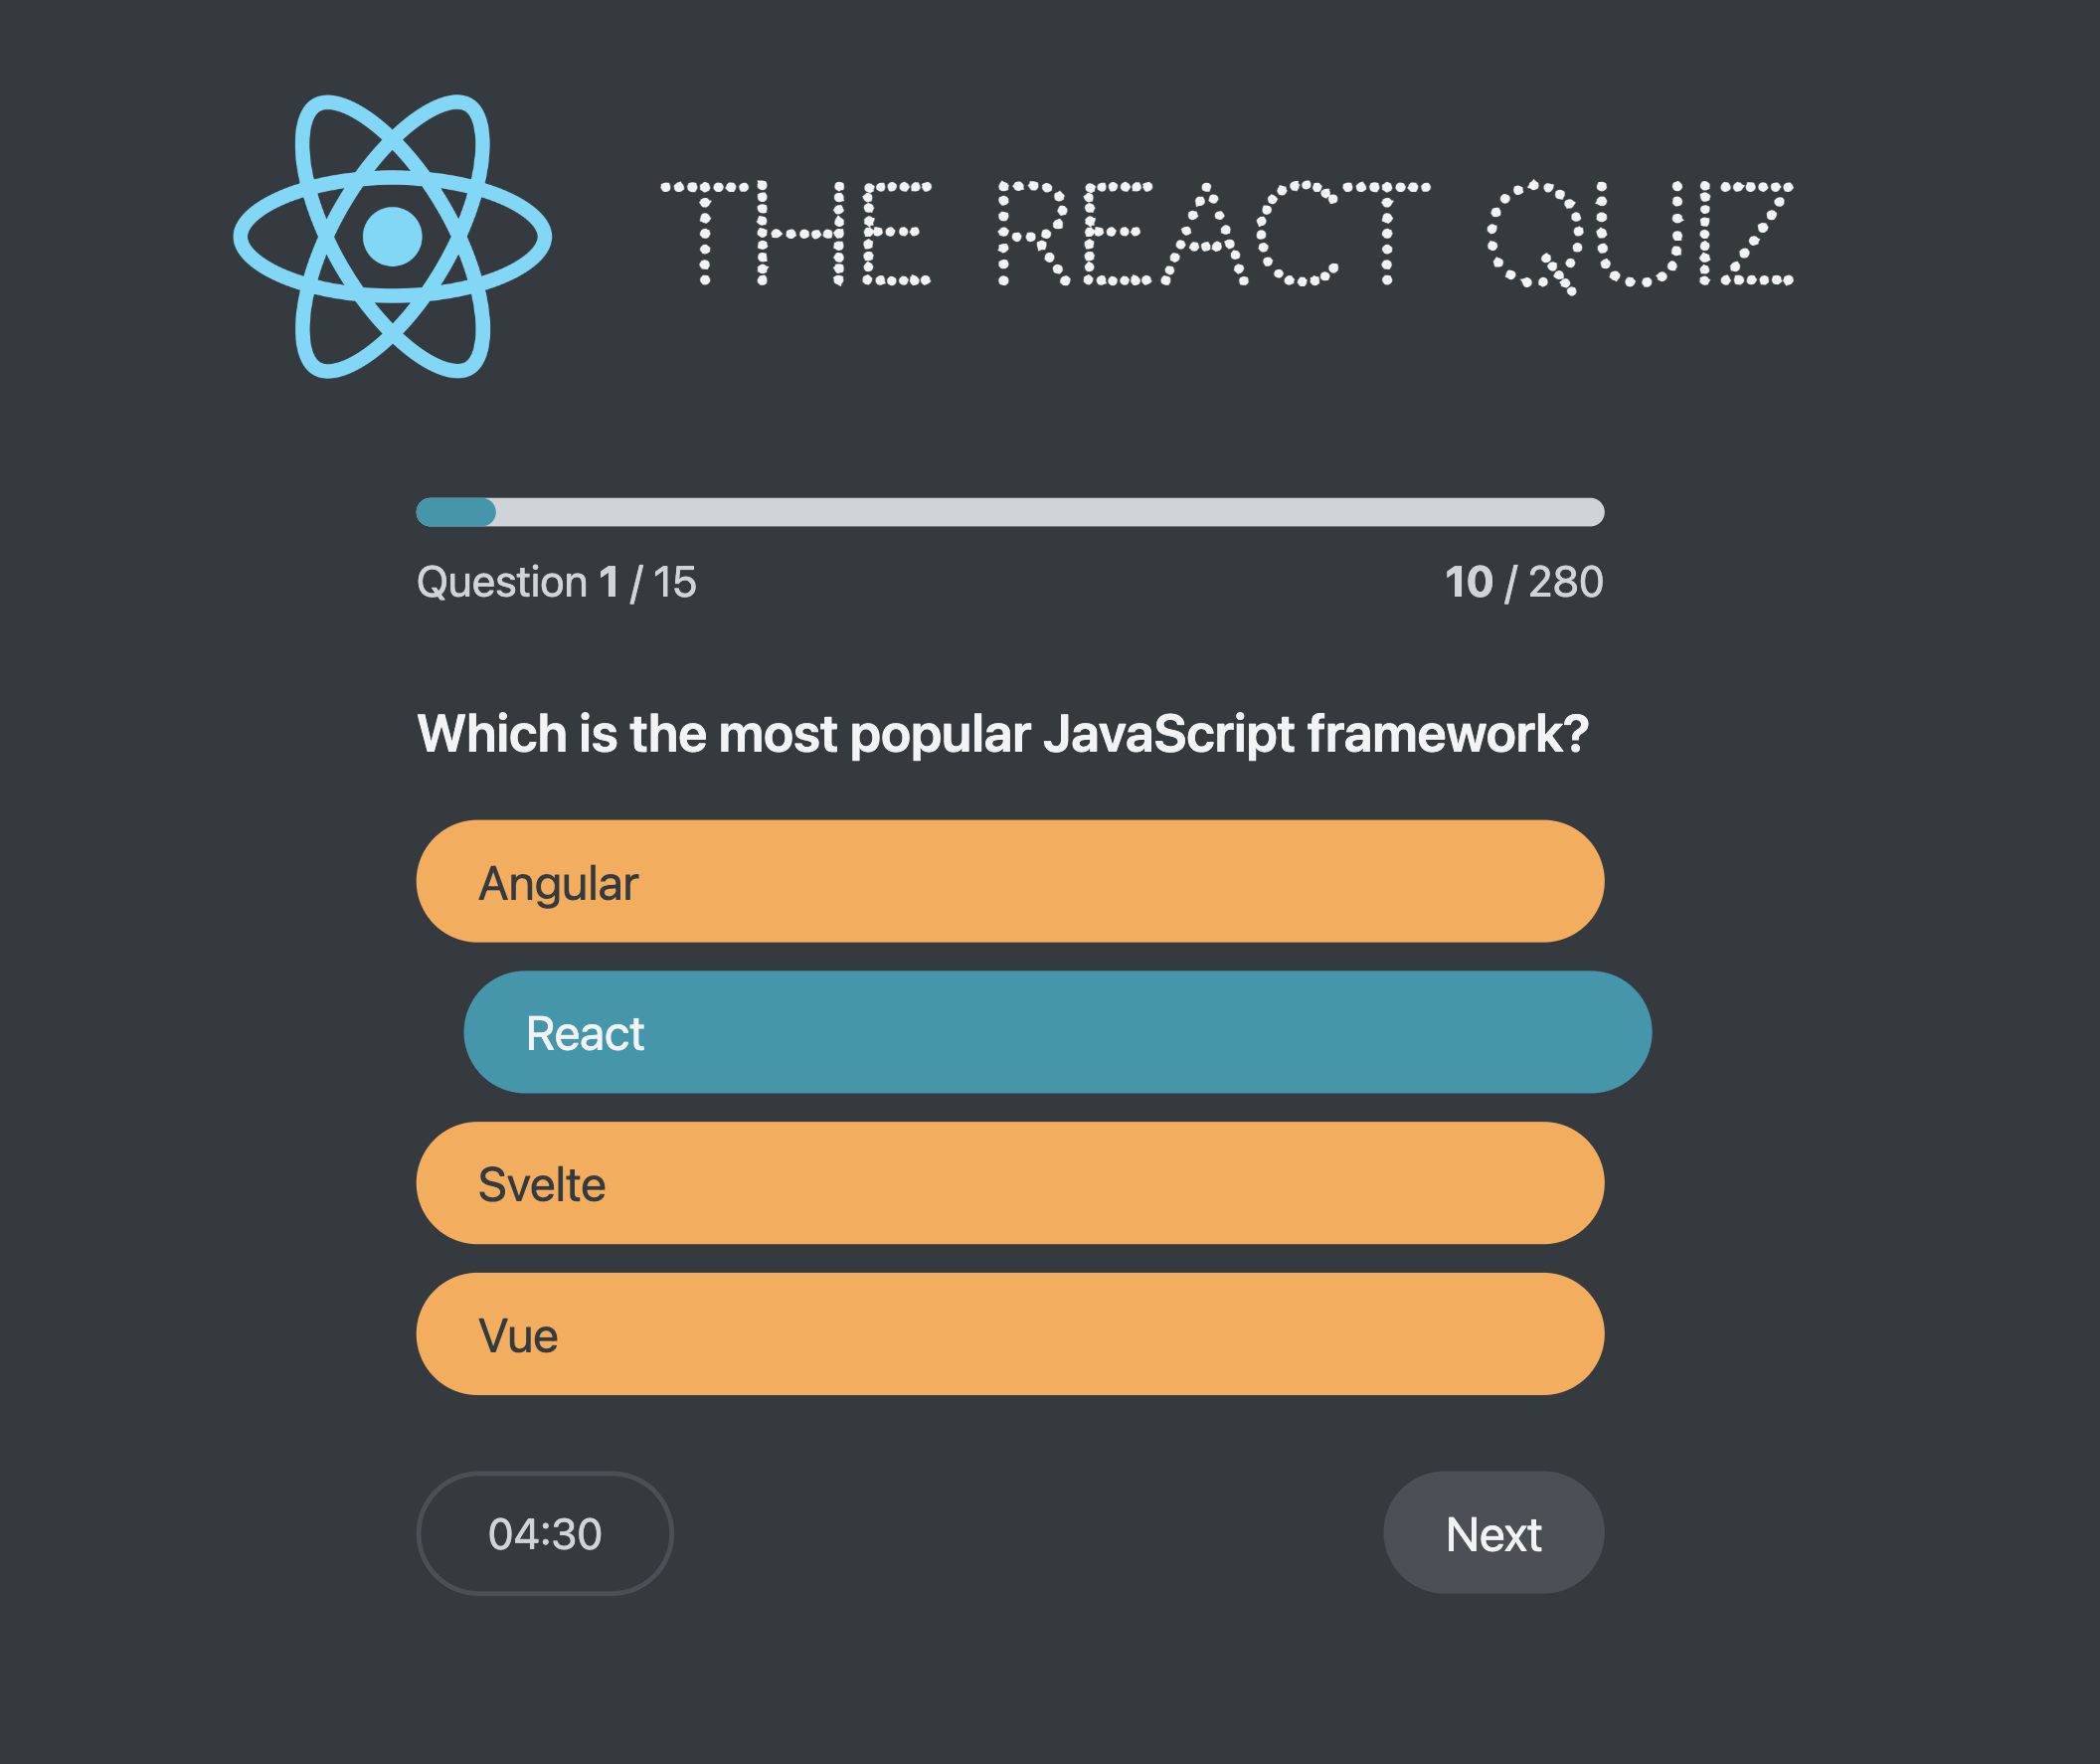 THE REACT QUIZ
Question 1 / 15
10 / 280
Which is the most popular JavaScript framework?
Angular
React
Svelte
Vue
04:30
Next